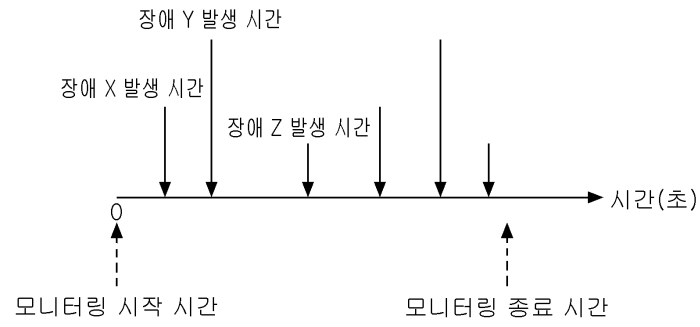 장애 Y 발생 시간
장애 X 발생 시간
장애 Z 발생 시간
시간(초)
0
모니터링 시작 시간
모니터링 종료 시간